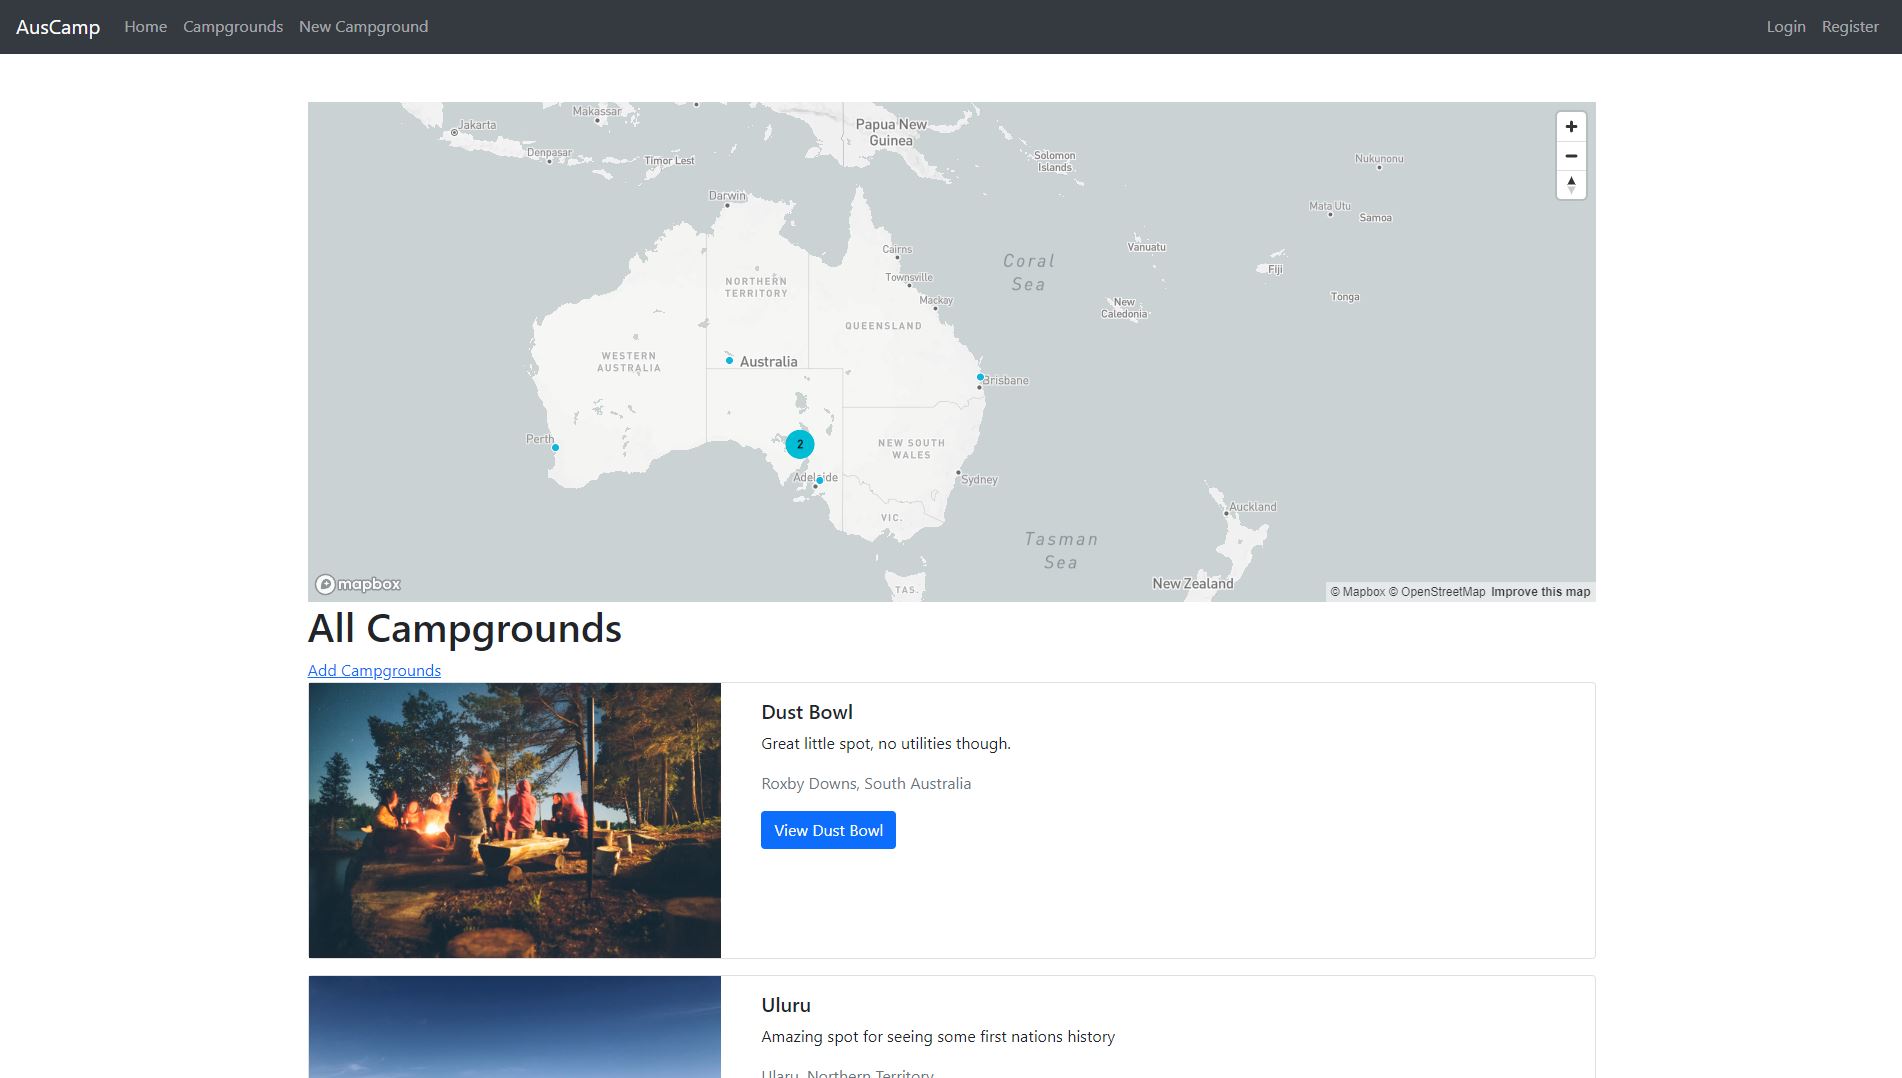 AusCamp Home Campgrounds New Campground Login Register
Makassar
Jakarta
Papua New
Guinea
Denpasar
Timor Lest
Solomon
Islands
Nukunonu
Darwin
Mata Utu
Samoa
Cairns
Vanuatu
Coral
Sea
Fiji
NORTHERN
TERRITORY
Townsville
Mackay
New
Caledonia
Tonga
QUEENSLAND
WESTERN
AUSTRALIA
Australia
Brisbane
Perth
2
NEW SOUTH
WALES
Adelaide
Sydney
Auckland
VIC.
Tasman
Sea
New Zealand
TAS.
mapbox
© Mapbox © OpenStreetMap Improve this map
All Campgrounds
Add Campgrounds
Dust Bowl
Great little spot, no utilities though.
Roxby Downs, South Australia
View Dust Bowl
Uluru
Amazing spot for seeing some first nations history
Ularu, Northern Territory